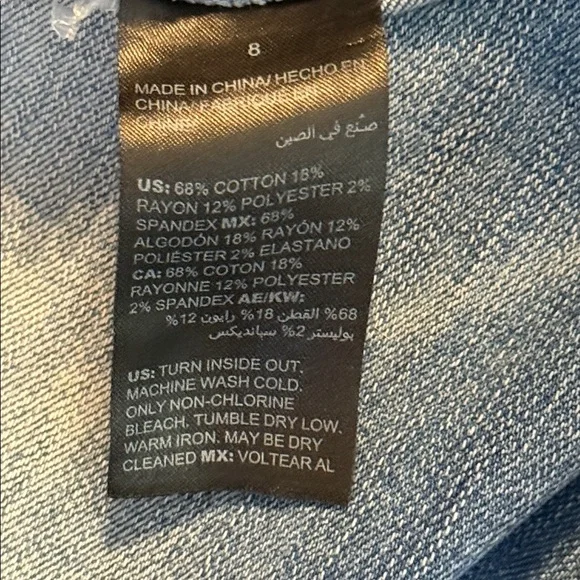 8
MADE IN CHINA/ HECHO EN
CHINA/ FABRIQUÉ EN
CHINE/
صُنع في الصين
US: 68% COTTON 18%
RAYON 12% POLYESTER 2%
SPANDEX MX: 68%
ALGODÓN 18% RAYÓN 12%
POLIÉSTER 2% ELASTANO
CA: 68% COTON 18%
RAYONNE 12% POLYESTER
2% SPANDEX AE/KW:
68% القطن 18% رايون 12%
بوليستر 2% سبانديكس
US: TURN INSIDE OUT.
MACHINE WASH COLD.
ONLY NON-CHLORINE
BLEACH. TUMBLE DRY LOW.
WARM IRON. MAY BE DRY
CLEANED MX: VOLTEAR AL